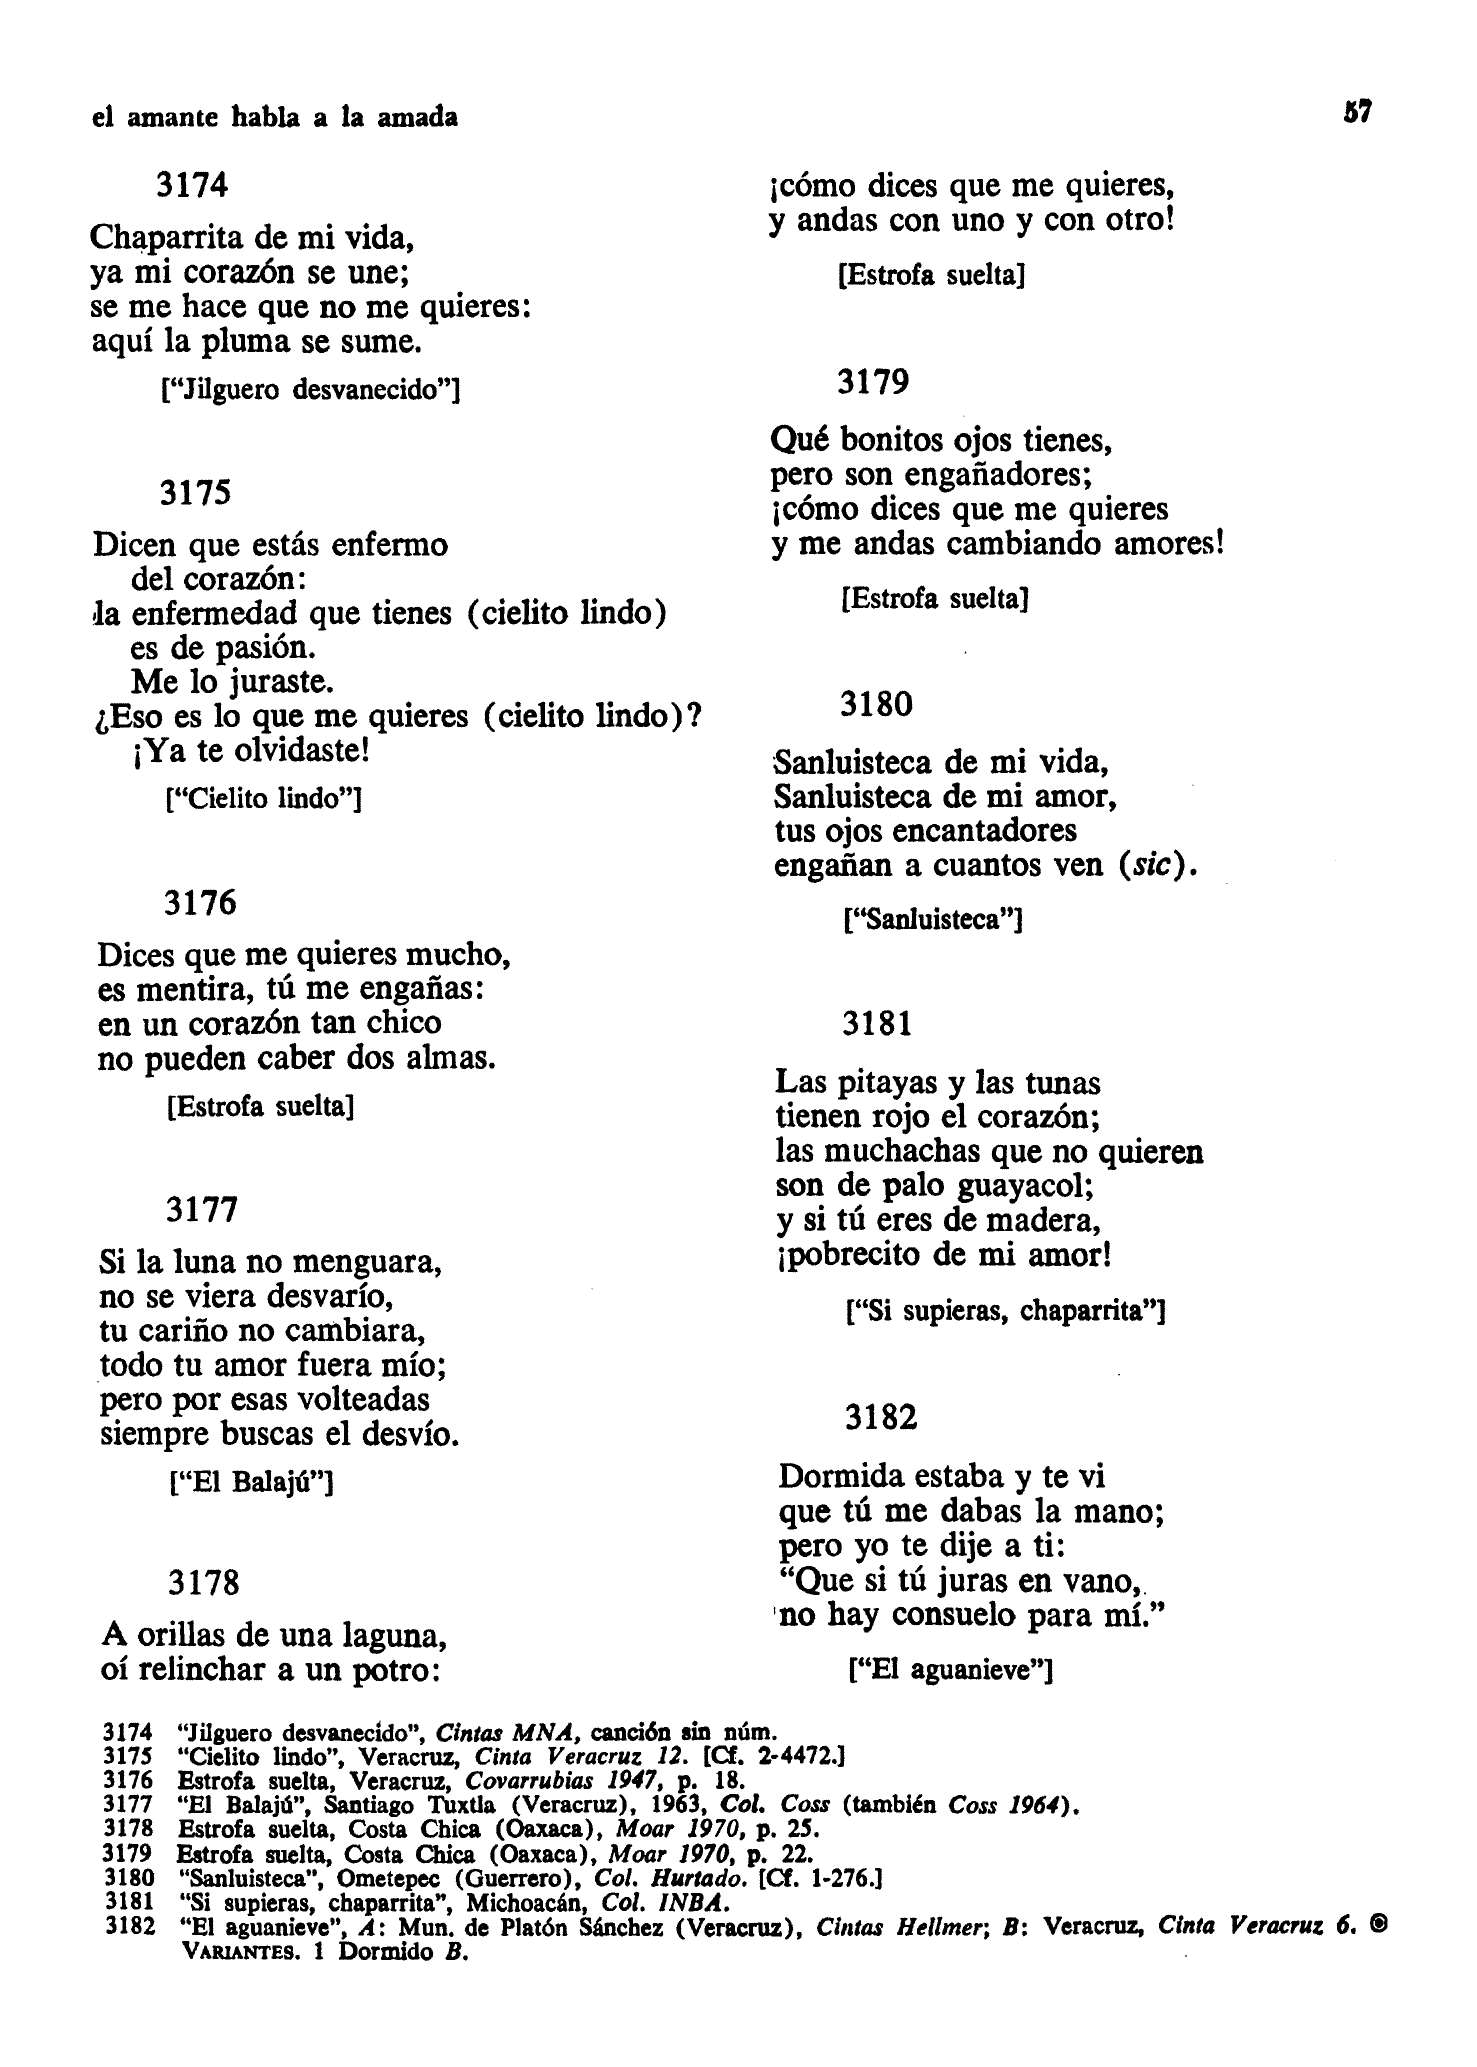 el amante habla a la amada
57
3174
Chaparrita de mi vida,
ya mi corazón se une;
se me hace que no me quieres:
aquí la pluma se sume.
[“Jilguero desvanecido”]
3175
Dicen que estás enfermo
del corazón:
la enfermedad que tienes (cielito lindo)
es de pasión.
Me lo juraste.
¿Eso es lo que me quieres (cielito lindo)?
¡Ya te olvidaste!
[“Cielito lindo”]
3176
Dices que me quieres mucho,
es mentira, tú me engañas:
en un corazón tan chico
no pueden caber dos almas.
[Estrofa suelta]
3177
Si la luna no menguara,
no se viera desvarío,
tu cariño no cambiara,
todo tu amor fuera mío;
pero por esas volteadas
siempre buscas el desvío.
[“El Balajú”]
3178
A orillas de una laguna,
oí relinchar a un potro:
¡cómo dices que me quieres,
y andas con uno y con otro!
[Estrofa suelta]
3179
Qué bonitos ojos tienes,
pero son engañadores;
¡cómo dices que me quieres
y me andas cambiando amores!
[Estrofa suelta]
3180
Sanluisteca de mi vida,
Sanluisteca de mi amor,
tus ojos encantadores
engañan a cuantos ven (sic).
[“Sanluisteca”]
3181
Las pitayas y las tunas
tienen rojo el corazón;
las muchachas que no quieren
son de palo guayacol;
y si tú eres de madera,
¡pobrecito de mi amor!
[“Si supieras, chaparrita”]
3182
Dormida estaba y te vi
que tú me dabas la mano;
pero yo te dije a ti:
“Que si tú juras en vano,
no hay consuelo para mí.”
[“El aguanieve”]
3174 “Jilguero desvanecido”, Cintas MNA, canción sin núm.
3175 “Cielito lindo”, Veracruz, Cinta Veracruz 12. [Cf. 2-4472.]
3176 Estrofa suelta, Veracruz, Covarrubias 1947, p. 18.
3177 “El Balajú”, Santiago Tuxtla (Veracruz), 1963, Col. Coss (también Coss 1964).
3178 Estrofa suelta, Costa Chica (Oaxaca), Moar 1970, p. 25.
3179 Estrofa suelta, Costa Chica (Oaxaca), Moar 1970, p. 22.
3180 “Sanluisteca”, Ometepec (Guerrero), Col. Hurtado. [Cf. 1-276.]
3181 “Si supieras, chaparrita”, Michoacán, Col. INBA.
3182 “El aguanieve”, A: Mun. de Platón Sánchez (Veracruz), Cintas Hellmer; B: Veracruz, Cinta Veracruz 6. ®
VARIANTES. 1 Dormido B.